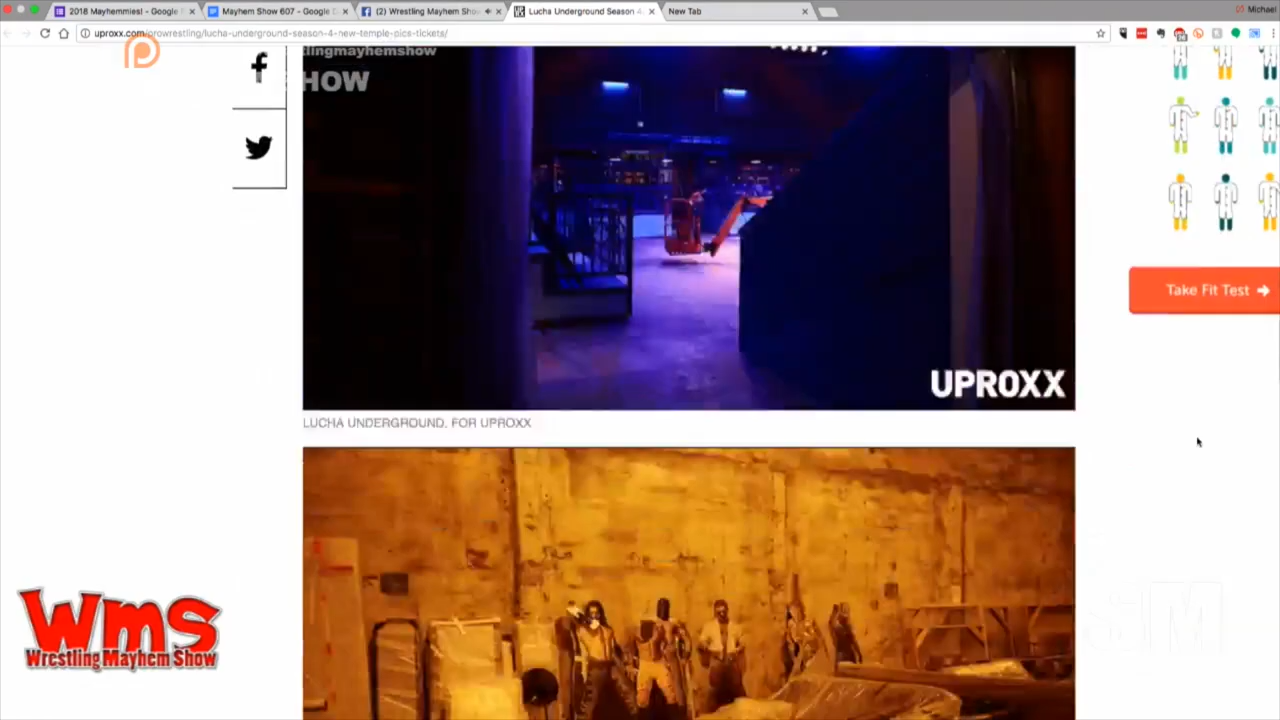 2018 Mayhemmies! - Google F
Mayhem Show 607 - Google D
(2) Wrestling Mayhem Sho
Lucha Underground Season 4
New Tab
Michael
uproxx.com/prowrestling/lucha-underground-season-4-new-temple-pics-tickets/
tlingmayhemshow
HOW
Take Fit Test
UPROXX
LUCHA UNDERGROUND, FOR UPROXX
WMS
Wrestling Mayhem Show